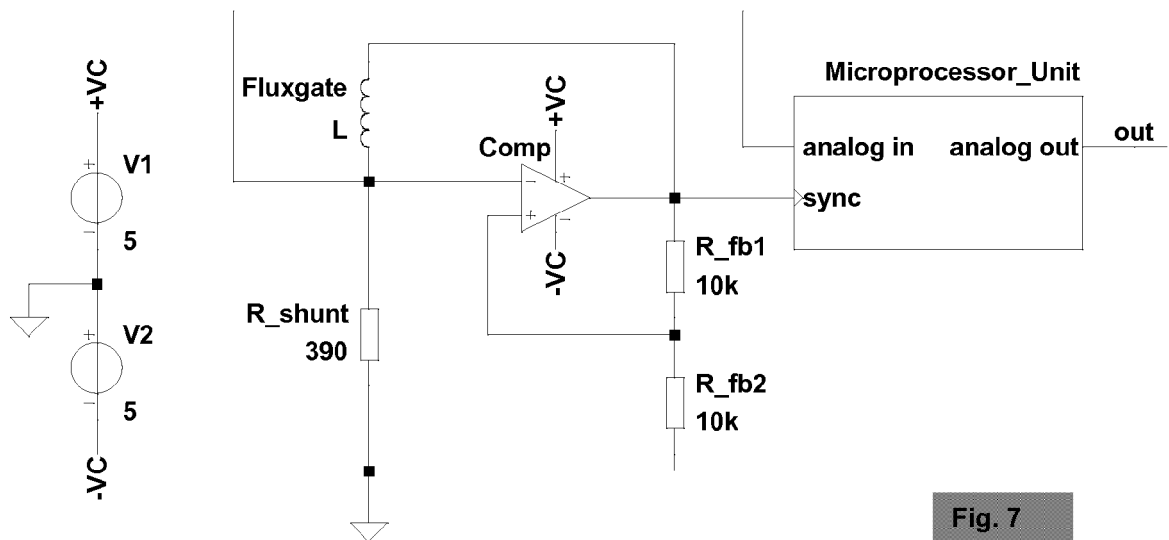 +VC
V1
5
V2
5
-VC
Fluxgate
L
R_shunt
390
Comp
+VC
-VC
R_fb1
10k
R_fb2
10k
Microprocessor_Unit
analog in analog out
sync
out
Fig. 7